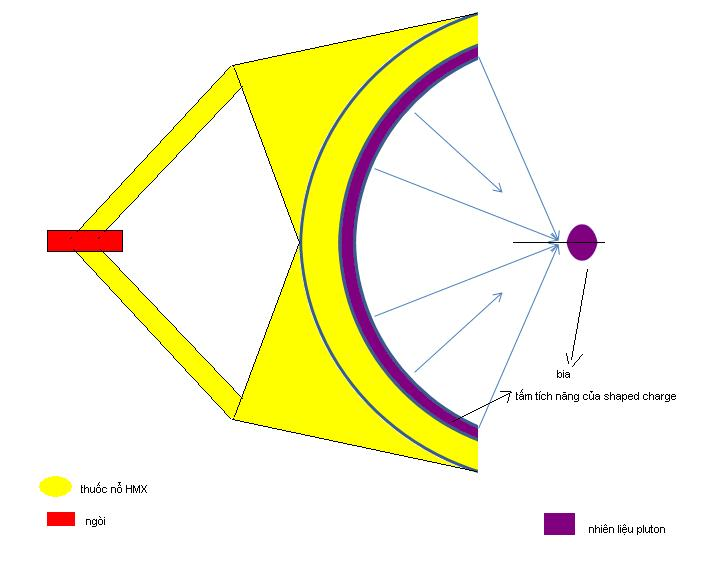 bia
tấm tích năng của shaped charge
thuốc nổ HMX
ngòi
nhiên liệu pluton